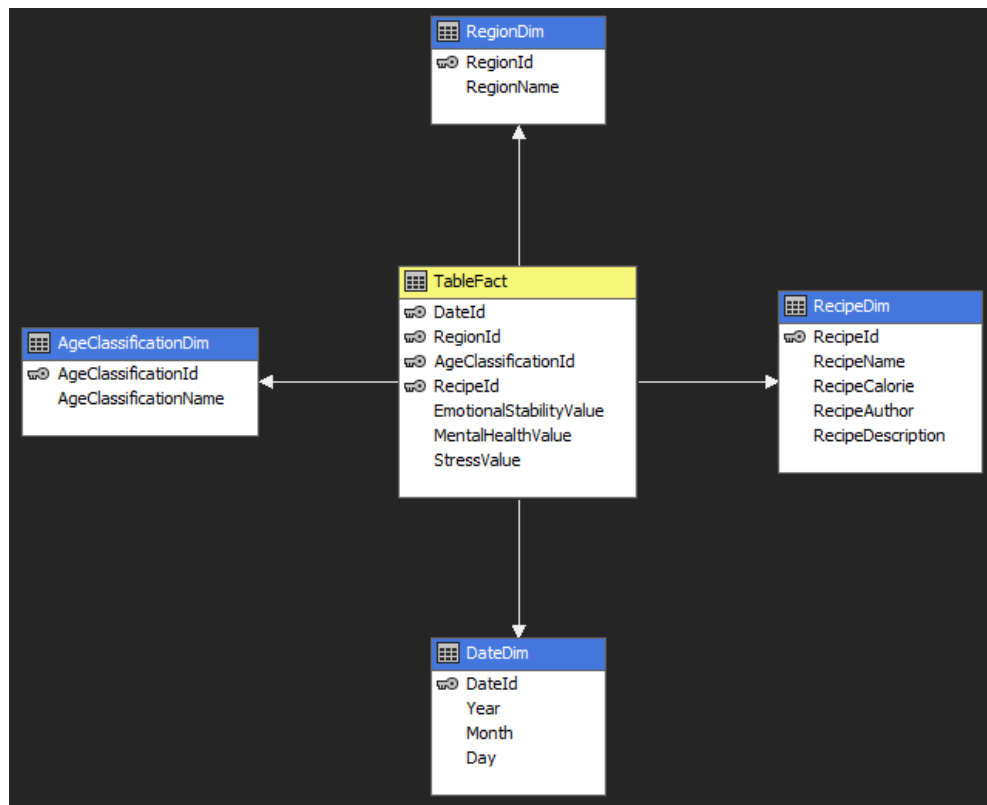 RegionDim
RegionId
RegionName
TableFact
DateId
RegionId
AgeClassificationId
RecipeId
EmotionalStabilityValue
MentalHealthValue
StressValue
AgeClassificationDim
AgeClassificationId
AgeClassificationName
RecipeDim
RecipeId
RecipeName
RecipeCalorie
RecipeAuthor
RecipeDescription
DateDim
DateId
Year
Month
Day